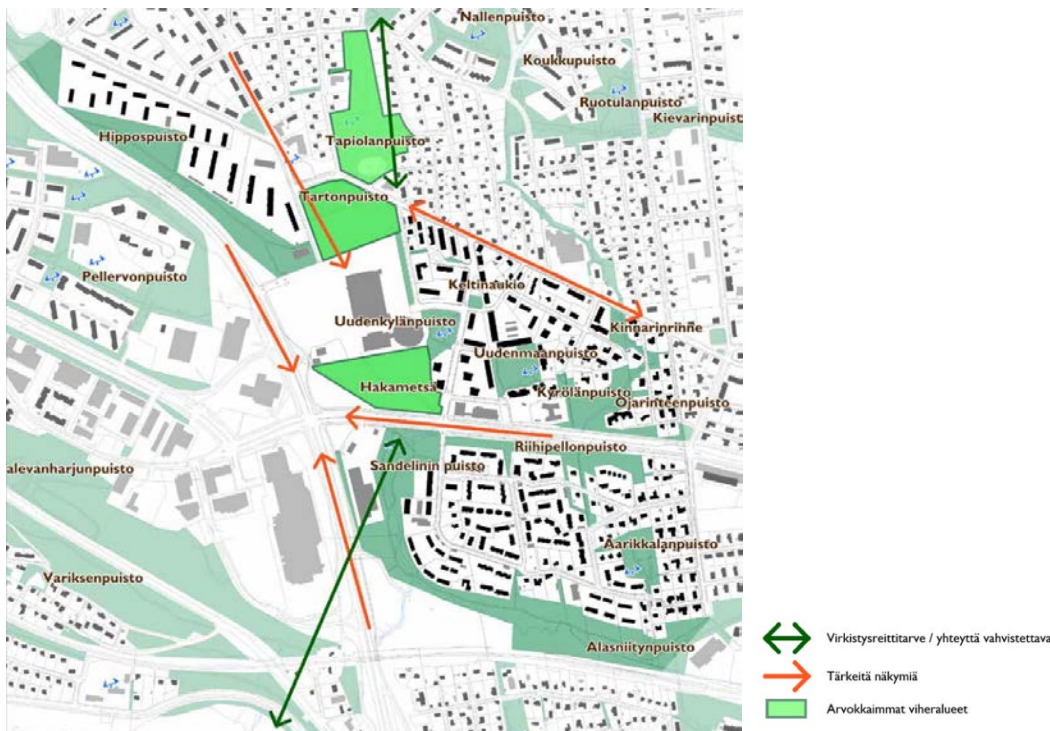 Nallenpuisto
Koukkupuisto
Ruotulanpuisto
Kievarinpuist
Hippospuisto
Tapiolanpuisto
Tartonpuisto
Pellervonpuisto
Keltinaukio
Uudenkylänpuisto
Kinnarinrinne
Uudenmaanpuisto
Hakametsä
Kyrölänpuisto
Ojarinteenpuisto
Riihipellonpuisto
alevanharjunpuisto
Sandelinin puisto
Aarikkalanpuisto
Variksenpuisto
Alasniitynpuisto
Virkistysreittitarve / yhteyttä vahvistettava
Tärkeitä näkymiä
Arvokkaimmat viheralueet